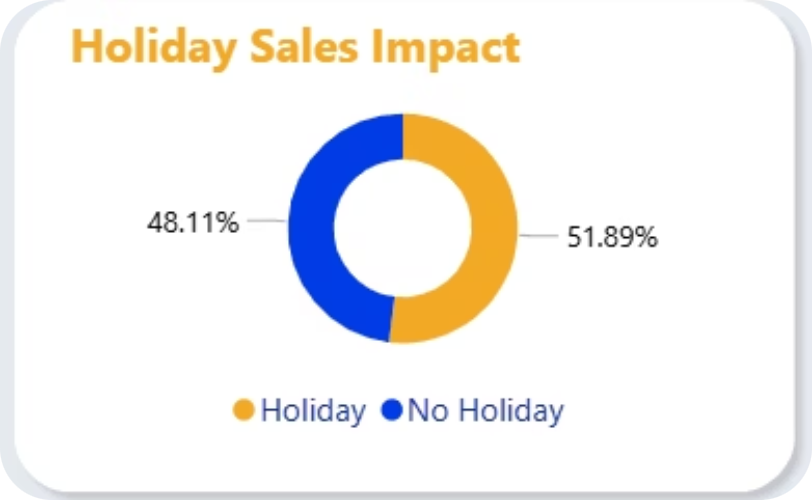 Holiday Sales Impact
48.11%
51.89%
Holiday No Holiday